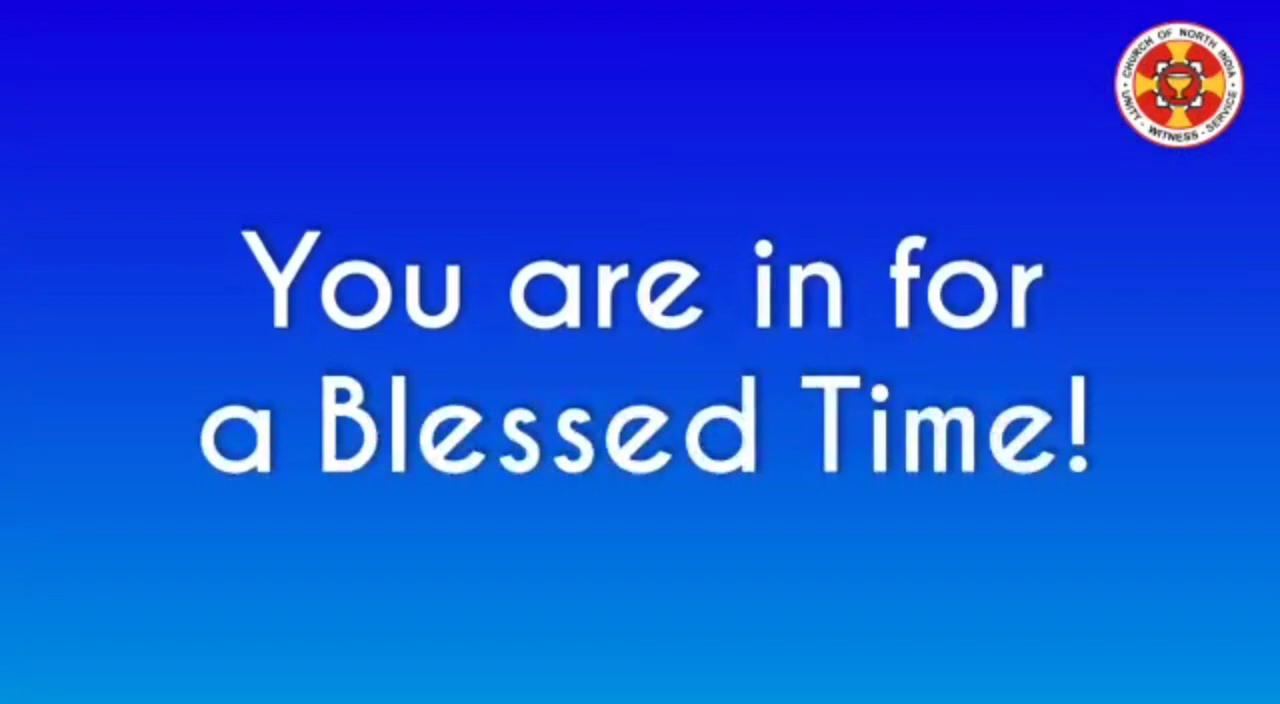 CHURCH OF NORTH INDIA
UNITY - WITNESS - SERVICE
You are in for
a Blessed Time!